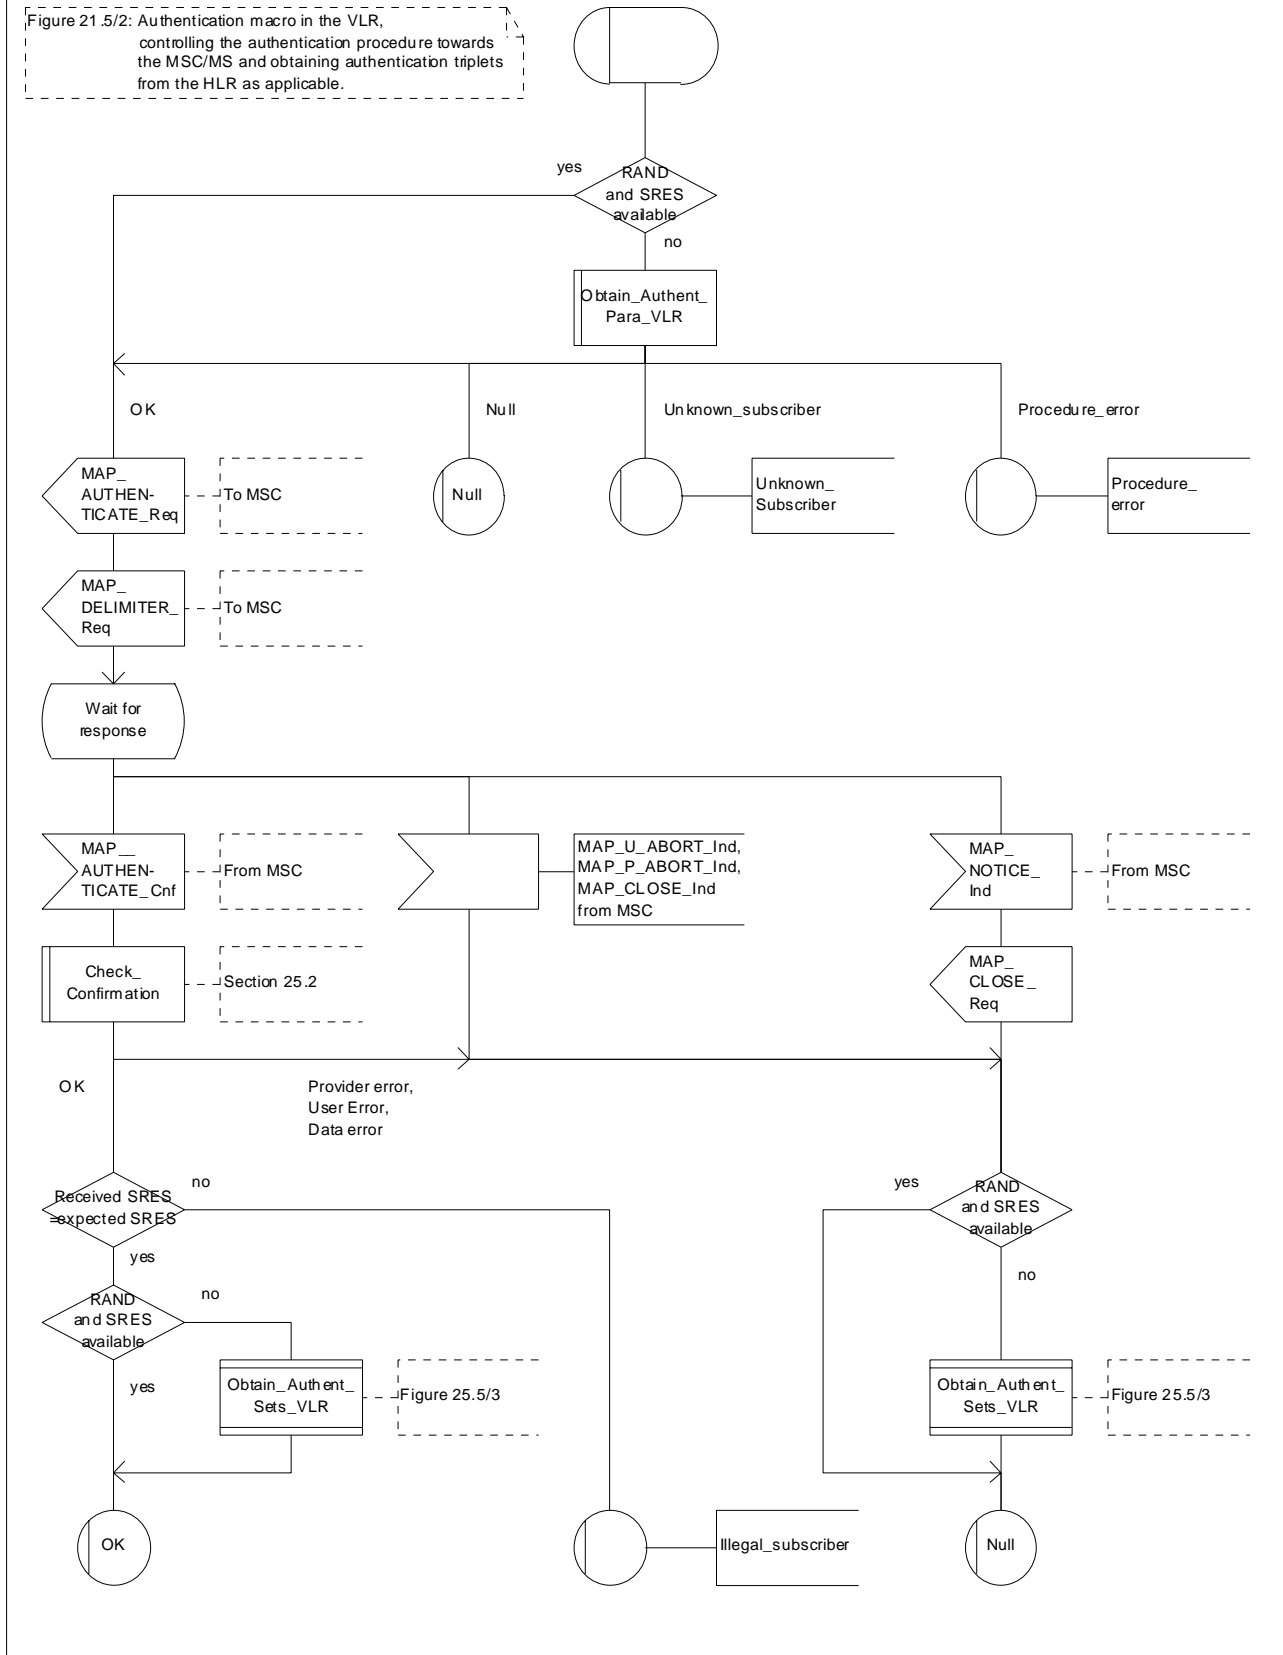 Figure 21.5/2: Authentication macro in the VLR,
controlling the authentication procedure towards
the MSC/MS and obtaining authentication triplets
from the HLR as applicable.
yes
RAND
and SRES
available
no
Obtain_Authent_
Para_VLR
OK
Null
Unknown_subscriber
Procedure_error
MAP_
AUTHEN-
TICATE_Req
To MSC
Null
Unknown_
Subscriber
Procedure_
error
MAP_
DELIMITER_
Req
To MSC
Wait for
response
MAP__
AUTHEN-
TICATE_Cnf
From MSC
MAP_U_ABORT_Ind,
MAP_P_ABORT_Ind,
MAP_CLOSE_Ind
from MSC
MAP_
NOTICE_
Ind
From MSC
Check_
Confirmation
Section 25.2
MAP_
CLOSE_
Req
OK
Provider error,
User Error,
Data error
Received SRES
=expected SRES
no
yes
yes
RAND
and SRES
available
no
RAND
and SRES
available
no
yes
Obtain_Authent_
Sets_VLR
Figure 25.5/3
Obtain_Authent_
Sets_VLR
Figure 25.5/3
OK
Illegal_subscriber
Null